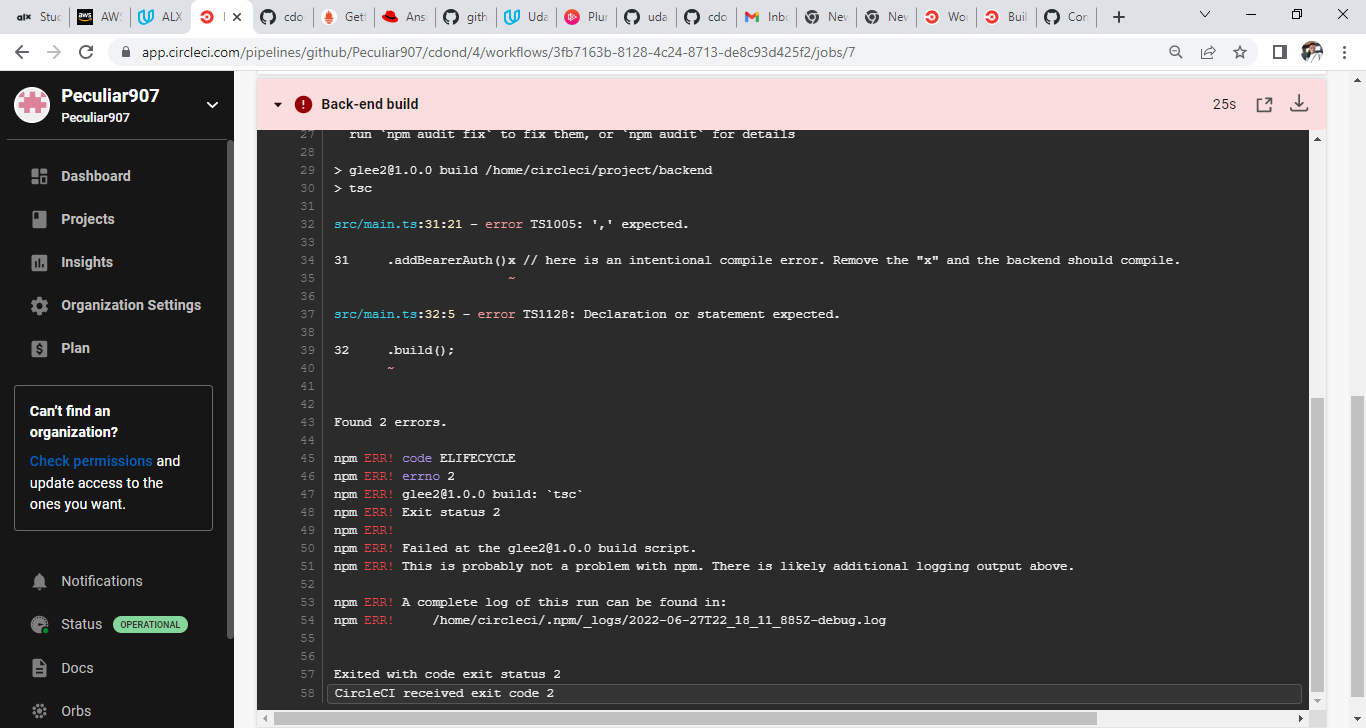 alx Stuc
aws AWS
ALX
I
cdo
Gett
Ans
gith
Uda
Plur
uda
cdo
Inbo
Nev
Nev
Wo
Buil
Con
app.circleci.com/pipelines/github/Peculiar907/cdond/4/workflows/3fb7163b-8128-4c24-8713-de8c93d425f2/jobs/7
Peculiar907
Peculiar907
Dashboard
Projects
Insights
Organization Settings
Plan
Can't find an
organization?
Check permissions and
update access to the
ones you want.
Notifications
Status OPERATIONAL
Docs
Orbs
Back-end build 25s
27 run `npm audit fix` to fix them, or `npm audit` for details
28
29 > glee2@1.0.0 build /home/circleci/project/backend
30 > tsc
31
32 src/main.ts:31:21 - error TS1005: ',' expected.
33
34 31 .addBearerAuth()x // here is an intentional compile error. Remove the "x" and the backend should compile.
35 ~
36
37 src/main.ts:32:5 - error TS1128: Declaration or statement expected.
38
39 32 .build();
40 ~
41
42
43 Found 2 errors.
44
45 npm ERR! code ELIFECYCLE
46 npm ERR! errno 2
47 npm ERR! glee2@1.0.0 build: `tsc`
48 npm ERR! Exit status 2
49 npm ERR!
50 npm ERR! Failed at the glee2@1.0.0 build script.
51 npm ERR! This is probably not a problem with npm. There is likely additional logging output above.
52
53 npm ERR! A complete log of this run can be found in:
54 npm ERR! /home/circleci/.npm/_logs/2022-06-27T22_18_11_885Z-debug.log
55
56
57 Exited with code exit status 2
58 CircleCI received exit code 2